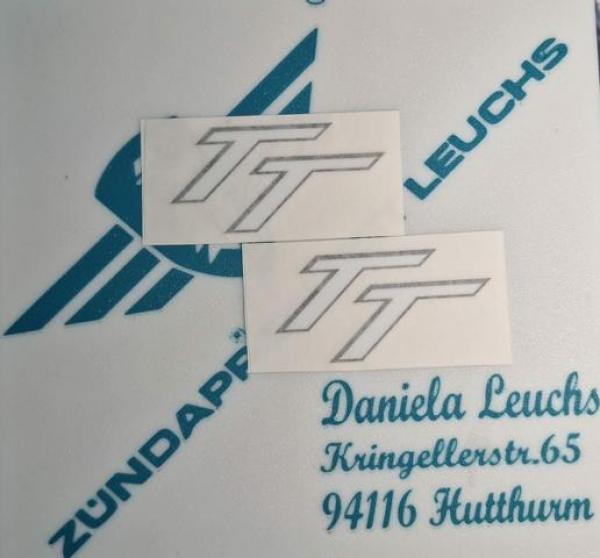 LEUCHS
TT
TT
ZÜNDAPP
Daniela Leuchs
Kringellerstr.65
94116 Hutthurm